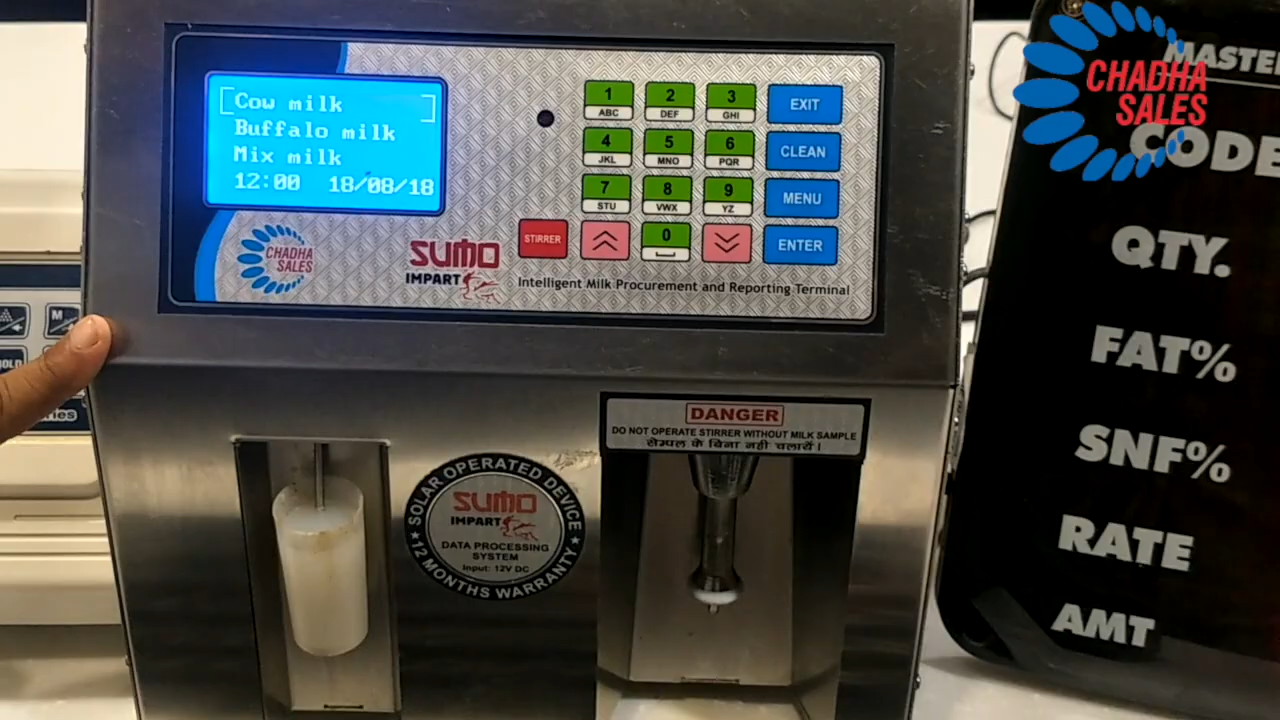 Cow milk
Buffalo milk
Mix milk
12:00 18/08/18
CHADHA
SALES
SUMO
IMPART
Intelligent Milk Procurement and Reporting Terminal
1
ABC
2
DEF
3
GHI
EXIT
4
JKL
5
MNO
6
PQR
CLEAN
7
STU
8
VWX
9
YZ
MENU
STIRRER
0
ENTER
DANGER
DO NOT OPERATE STIRRER WITHOUT MILK SAMPLE
सेम्पल के बिना नही चलायें।
SOLAR OPERATED DEVICE
SUMO
IMPART
DATA PROCESSING
SYSTEM
Input: 12V DC
★ 12 MONTHS WARRANTY ★
M
CHADHA
SALES
CODE
QTY.
FAT%
SNF%
RATE
AMT